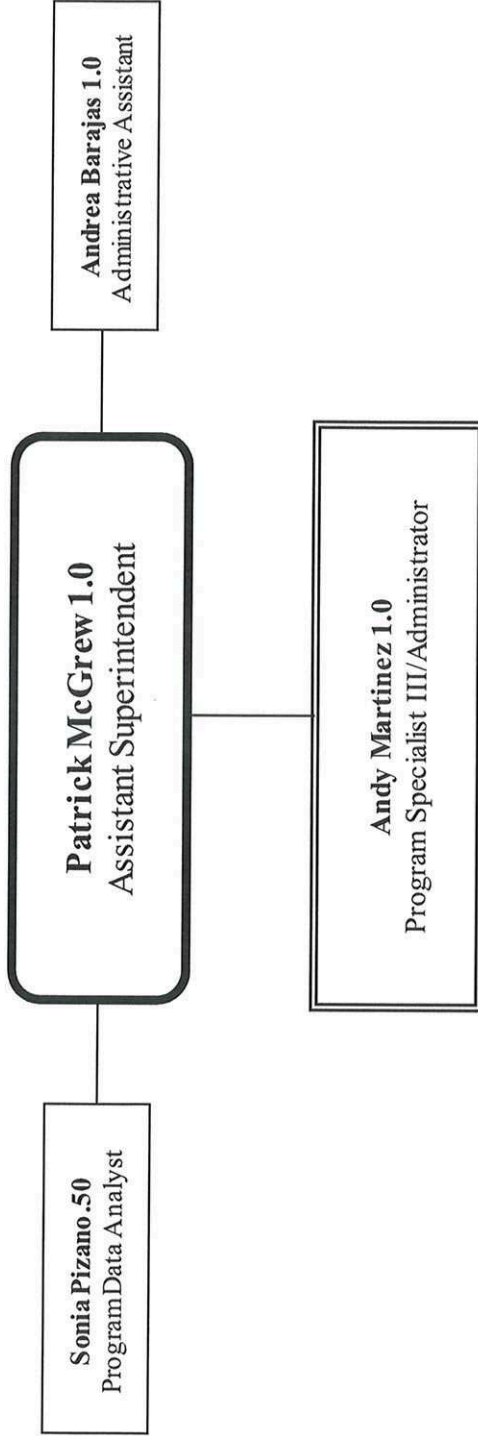 Patrick McGrew 1.0
Assistant Superintendent
Sonia Pizano .50
Program Data Analyst
Andrea Barajas 1.0
Administrative Assistant
Andy Martinez 1.0
Program Specialist III/Administrator